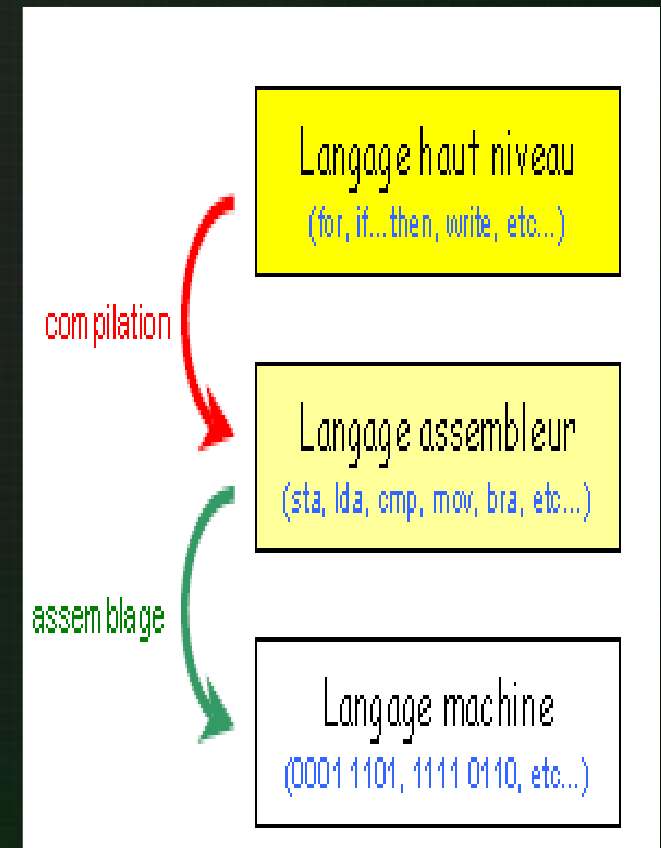 Langage haut niveau
(for, if...then, write, etc...)
compilation
Langage assembleur
(sta, lda, cmp, mov, bra, etc...)
assemblage
Langage machine
(0001 1101, 1111 0110, etc...)